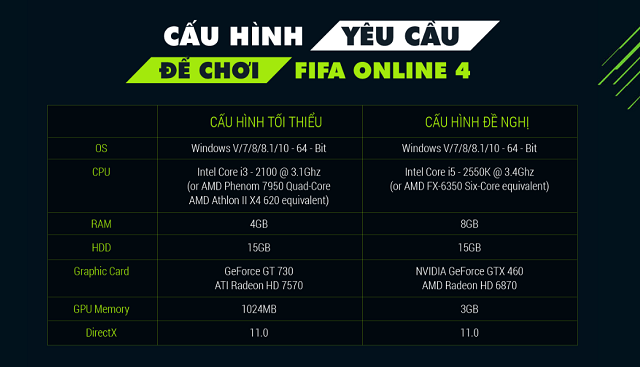 CẤU HÌNH YÊU CẦU
ĐỂ CHƠI FIFA ONLINE 4
CẤU HÌNH TỐI THIỂU CẤU HÌNH ĐỀ NGHỊ
OS Windows V/7/8/8.1/10 - 64 - Bit Windows V/7/8/8.1/10 - 64 - Bit
CPU Intel Core i3 - 2100 @ 3.1Ghz Intel Core i5 - 2550K @ 3.4Ghz
(or AMD Phenom 7950 Quad-Core (or AMD FX-6350 Six-Core equivalent)
AMD Athlon II X4 620 equivalent)
RAM 4GB 8GB
HDD 15GB 15GB
Graphic Card GeForce GT 730 NVIDIA GeForce GTX 460
ATI Radeon HD 7570 AMD Radeon HD 6870
GPU Memory 1024MB 3GB
DirectX 11.0 11.0